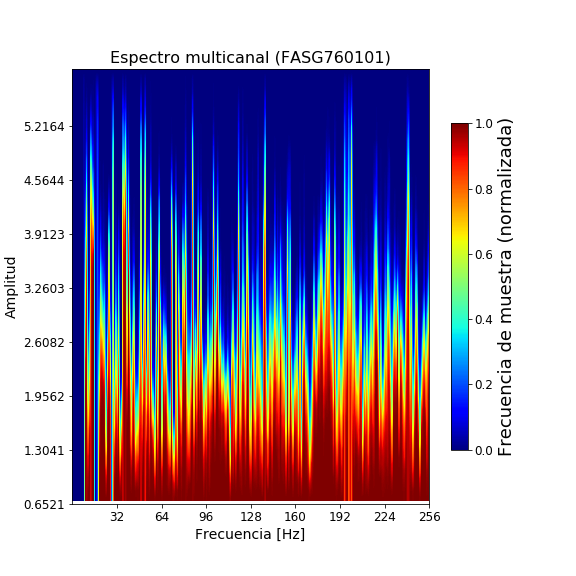 Espectro multicanal (FASG760101)
Amplitud
5.2164
4.5644
3.9123
3.2603
2.6082
1.9562
1.3041
0.6521
32 64 96 128 160 192 224 256
Frecuencia [Hz]
1.0
0.8
0.6
0.4
0.2
0.0
Frecuencia de muestra (normalizada)